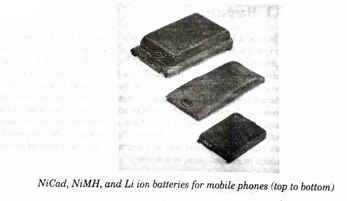 NiCad, NiMH, and Li ion batteries for mobile phones (top to bottom)